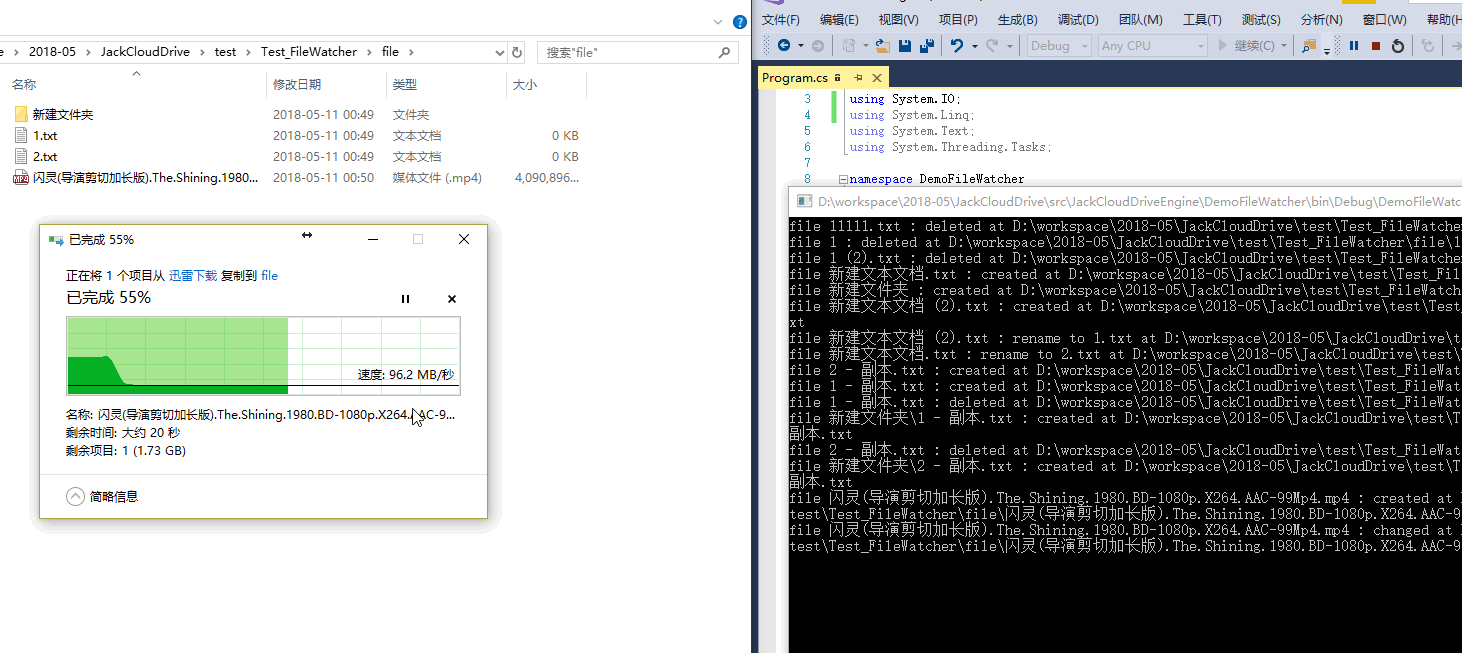 e › 2018-05 › JackCloudDrive › test › Test_FileWatcher › file ›
搜索"file"
名称 修改日期 类型 大小
新建文件夹 2018-05-11 00:49 文件夹
1.txt 2018-05-11 00:49 文本文档 0 KB
2.txt 2018-05-11 00:49 文本文档 0 KB
闪灵(导演剪切加长版).The.Shining.1980... 2018-05-11 00:50 媒体文件 (.mp4) 4,090,896...
已完成 55%
正在将 1 个项目从 迅雷下载 复制到 file
已完成 55%
速度: 96.2 MB/秒
名称: 闪灵(导演剪切加长版).The.Shining.1980.BD-1080p.X264. AC-9...
剩余时间: 大约 20 秒
剩余项目: 1 (1.73 GB)
简略信息
文件(F) 编辑(E) 视图(V) 项目(P) 生成(B) 调试(D) 团队(M) 工具(T) 测试(S) 分析(N) 窗口(W) 帮助(H
Debug Any CPU 继续(C)
Program.cs
3 using System.IO;
4 using System.Linq;
5 using System.Text;
6 using System.Threading.Tasks;
7
8 namespace DemoFileWatcher
D:\workspace\2018-05\JackCloudDrive\src\JackCloudDriveEngine\DemoFileWatcher\bin\Debug\DemoFileWatc
file 11111.txt : deleted at D:\workspace\2018-05\JackCloudDrive\test\Test_FileWatcher
file 1 : deleted at D:\workspace\2018-05\JackCloudDrive\test\Test_FileWatcher\file\1
file 1 (2).txt : deleted at D:\workspace\2018-05\JackCloudDrive\test\Test_FileWatcher
file 新建文本文档.txt : created at D:\workspace\2018-05\JackCloudDrive\test\Test_Fil
file 新建文件夹 : created at D:\workspace\2018-05\JackCloudDrive\test\Test_FileWatch
file 新建文本文档 (2).txt : created at D:\workspace\2018-05\JackCloudDrive\test\Test_
xt
file 新建文本文档 (2).txt : rename to 1.txt at D:\workspace\2018-05\JackCloudDrive\t
file 新建文本文档.txt : rename to 2.txt at D:\workspace\2018-05\JackCloudDrive\test\T
file 2 - 副本.txt : created at D:\workspace\2018-05\JackCloudDrive\test\Test_FileWat
file 1 - 副本.txt : created at D:\workspace\2018-05\JackCloudDrive\test\Test_FileWat
file 1 - 副本.txt : deleted at D:\workspace\2018-05\JackCloudDrive\test\Test_FileWat
file 新建文件夹\1 - 副本.txt : created at D:\workspace\2018-05\JackCloudDrive\test\T
副本.txt
file 2 - 副本.txt : deleted at D:\workspace\2018-05\JackCloudDrive\test\Test_FileWat
file 新建文件夹\2 - 副本.txt : created at D:\workspace\2018-05\JackCloudDrive\test\T
副本.txt
file 闪灵(导演剪切加长版).The.Shining.1980.BD-1080p.X264.AAC-99Mp4.mp4 : created at D
test\Test_FileWatcher\file\闪灵(导演剪切加长版).The.Shining.1980.BD-1080p.X264.AAC-9
file 闪灵(导演剪切加长版).The.Shining.1980.BD-1080p.X264.AAC-99Mp4.mp4 : changed at D
test\Test_FileWatcher\file\闪灵(导演剪切加长版).The.Shining.1980.BD-1080p.X264.AAC-9